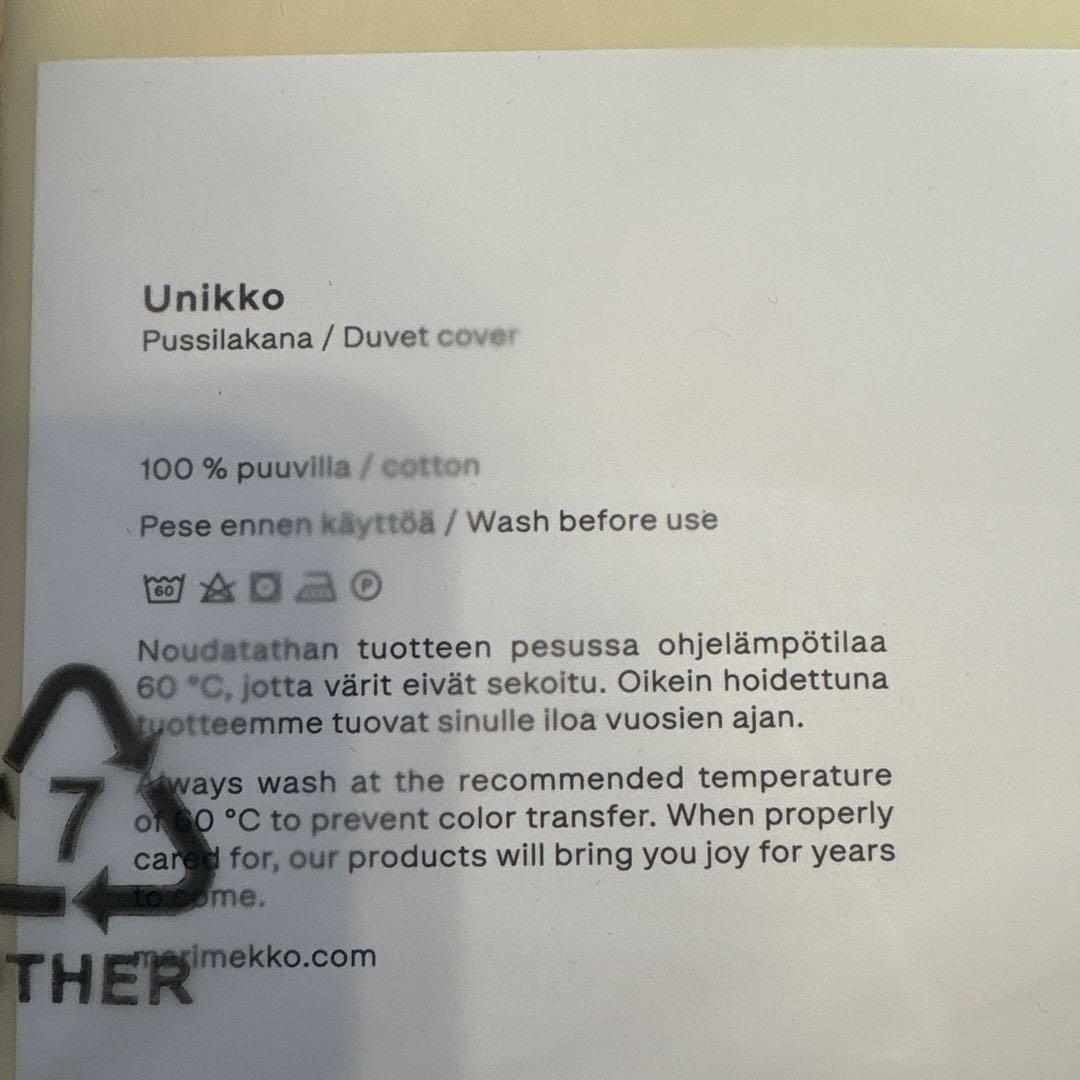 Unikko
Pussilakana / Duvet cover
100 % puuvilla / cotton
Pese ennen käyttöä / Wash before use
60 P
Noudatathan tuotteen pesussa ohjelämpötilaa
60 °C, jotta värit eivät sekoitu. Oikein hoidettuna
tuotteemme tuovat sinulle iloa vuosien ajan.
Always wash at the recommended temperature
of 60 °C to prevent color transfer. When properly
cared for, our products will bring you joy for years
to come.
marimekko.com
7
THER